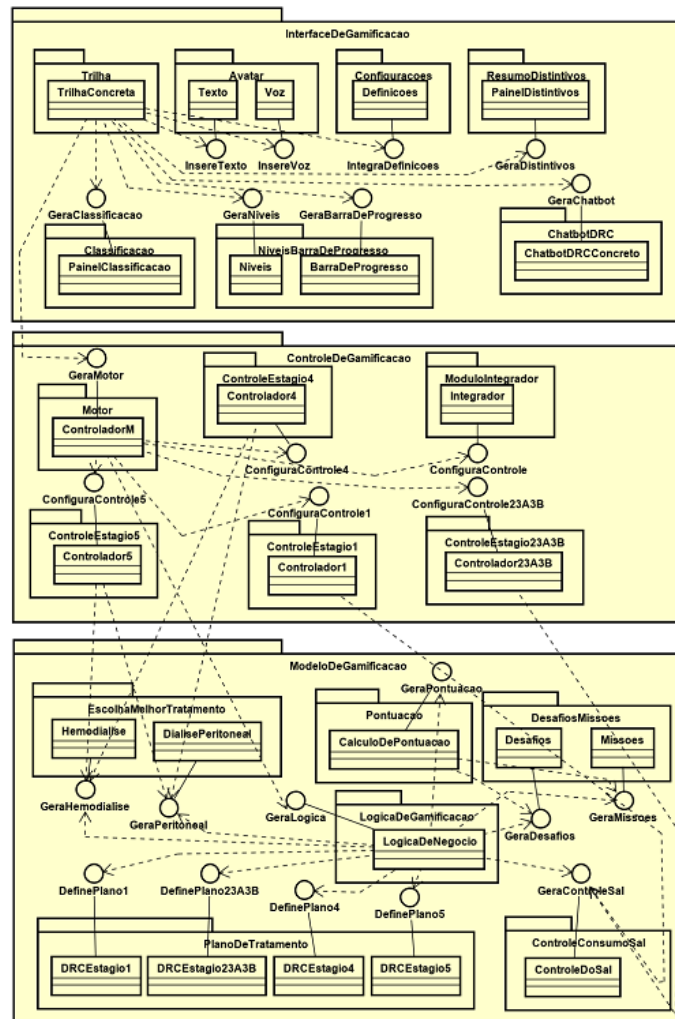 InterfaceDeGamificacao
Trilha
Avatar
Configuracoes
ResumoDistintivos
TrilhaConcreta
Texto
Voz
Definicoes
PainelDistintivos
InsereTexto
InsereVoz
IntegraDefinicoes
GeraDistintivos
GeraChatbot
GeraClassificacao
GeraNiveis
GeraBarraDeProgresso
ChatbotDRC
Classificacao
NiveisBarraDeProgresso
ChatbotDRCConcreto
PainelClassificacao
Niveis
BarraDeProgresso
ControleDeGamificacao
GeraMotor
ControleEstagio4
ModuloIntegrador
Controlador4
Integrador
Motor
ControladorM
ConfiguraControle4
ConfiguraControle
ConfiguraControle5
ConfiguraControle1
ConfiguraControle23A3B
ControleEstagio5
ControleEstagio1
ControleEstagio23A3B
Controlador5
Controlador1
Controlador23A3B
ModeloDeGamificacao
GeraPontuacao
EscolhaMelhorTratamento
Pontuacao
DesafiosMissoes
Hemodialise
DialisePeritoneal
CalculoDePontuacao
Desafios
Missoes
GeraHemodialise
GeraPeritoneal
GeraLogica
LogicaDeGamificacao
GeraDesafios
GeraMissoes
LogicaDeNegocio
DefinePlano1
DefinePlano23A3B
DefinePlano4
DefinePlano5
GeraControleSal
PlanoDeTratamento
ControleConsumoSal
DRCEstagio1
DRCEstagio23A3B
DRCEstagio4
DRCEstagio5
ControleDoSal